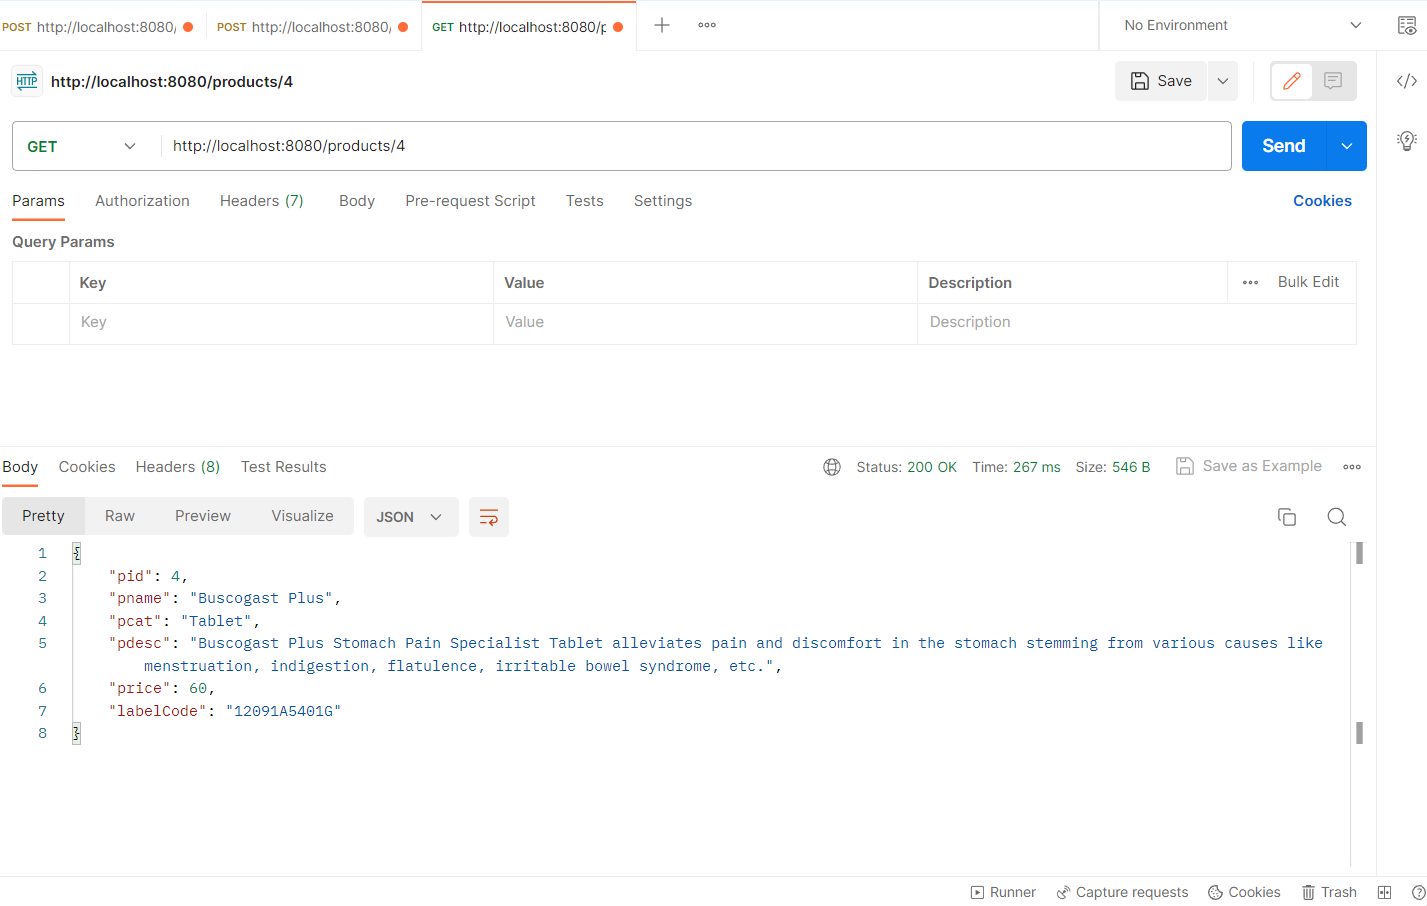 POST http://localhost:8080/ POST http://localhost:8080/ GET http://localhost:8080/p No Environment
HTTP http://localhost:8080/products/4 Save
GET http://localhost:8080/products/4 Send
Params Authorization Headers (7) Body Pre-request Script Tests Settings Cookies
Query Params
Key Value Description Bulk Edit
Key Value Description
Body Cookies Headers (8) Test Results Status: 200 OK Time: 267 ms Size: 546 B Save as Example
Pretty Raw Preview Visualize JSON
1 {
2 "pid": 4,
3 "pname": "Buscogast Plus",
4 "pcat": "Tablet",
5 "pdesc": "Buscogast Plus Stomach Pain Specialist Tablet alleviates pain and discomfort in the stomach stemming from various causes like
menstruation, indigestion, flatulence, irritable bowel syndrome, etc.",
6 "price": 60,
7 "labelCode": "12091A5401G"
8 }
Runner Capture requests Cookies Trash